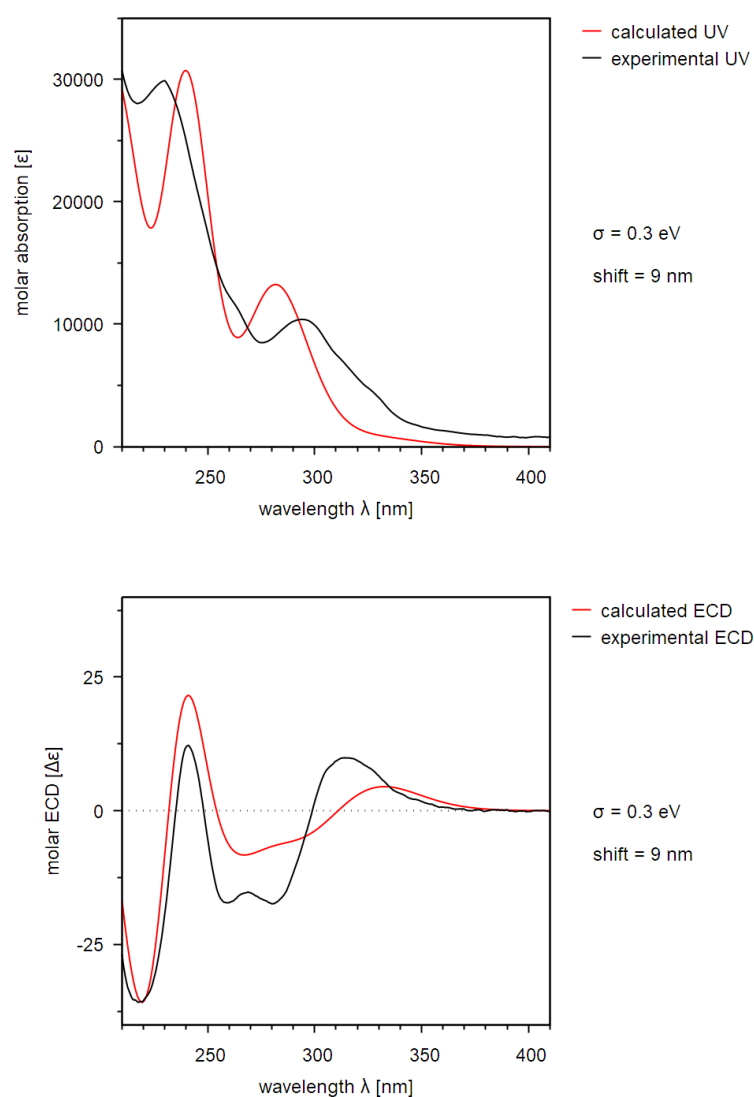 calculated UV
experimental UV
30000
20000
10000
0
molar absorption [ε]
σ = 0.3 eV
shift = 9 nm
250
300
350
400
wavelength λ [nm]
calculated ECD
experimental ECD
25
0
-25
molar ECD [Δε]
σ = 0.3 eV
shift = 9 nm
250
300
350
400
wavelength λ [nm]